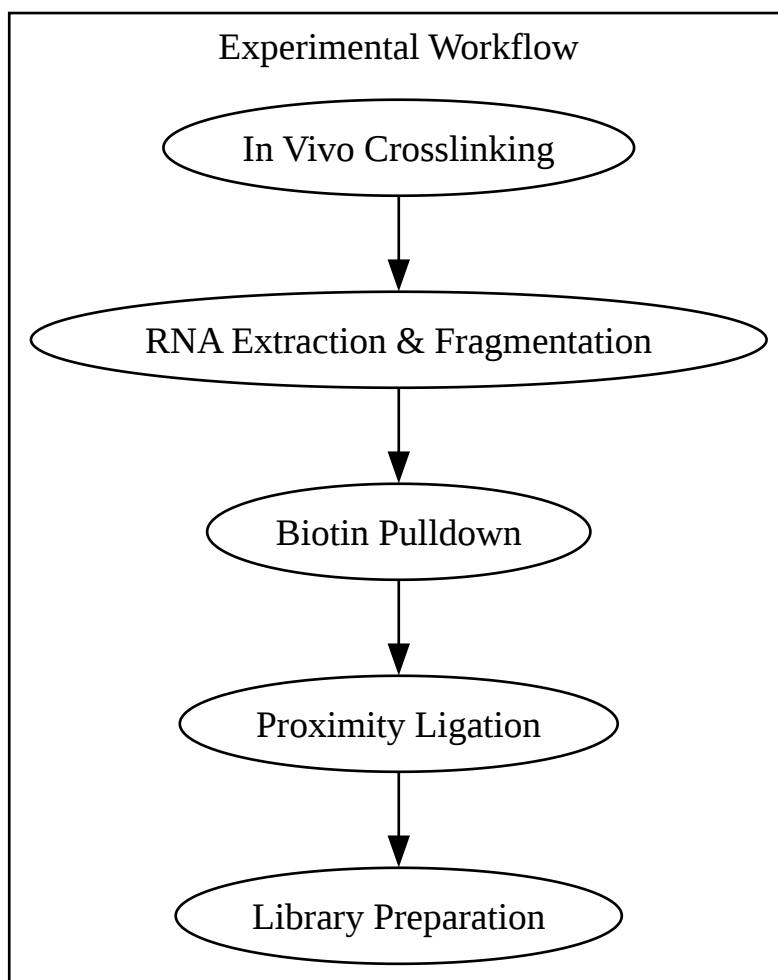 Experimental Workflow
In Vivo Crosslinking
RNA Extraction & Fragmentation
Biotin Pulldown
Proximity Ligation
Library Preparation